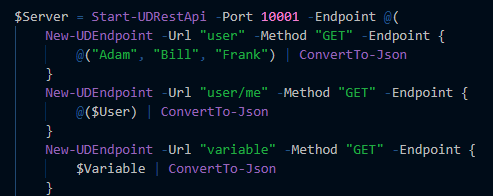 $Server = Start-UDRestApi -Port 10001 -Endpoint @(
    New-UDEndpoint -Url "user" -Method "GET" -Endpoint {
        @("Adam", "Bill", "Frank") | ConvertTo-Json
    }
    New-UDEndpoint -Url "user/me" -Method "GET" -Endpoint {
        @($User) | ConvertTo-Json
    }
    New-UDEndpoint -Url "variable" -Method "GET" -Endpoint {
        $Variable | ConvertTo-Json
    }